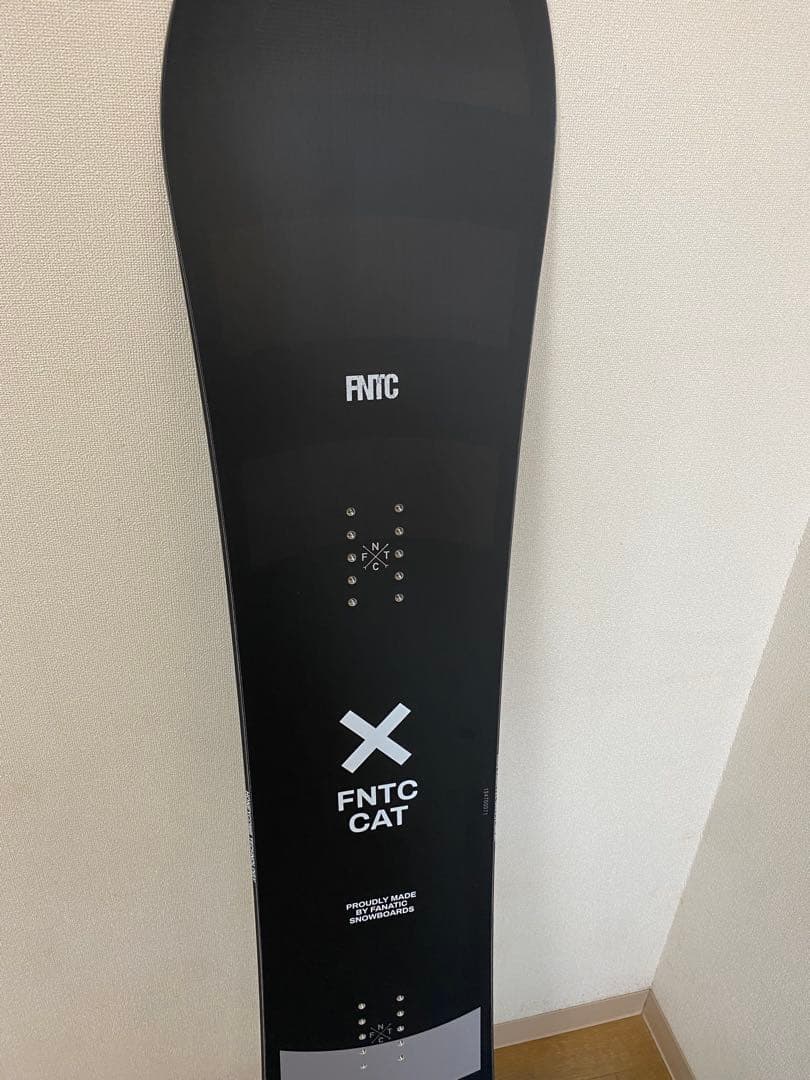 FNTC
N
F T
C
FNTC
CAT
PROUDLY MADE
BY FANATIC
SNOWBOARDS
N
F T
C